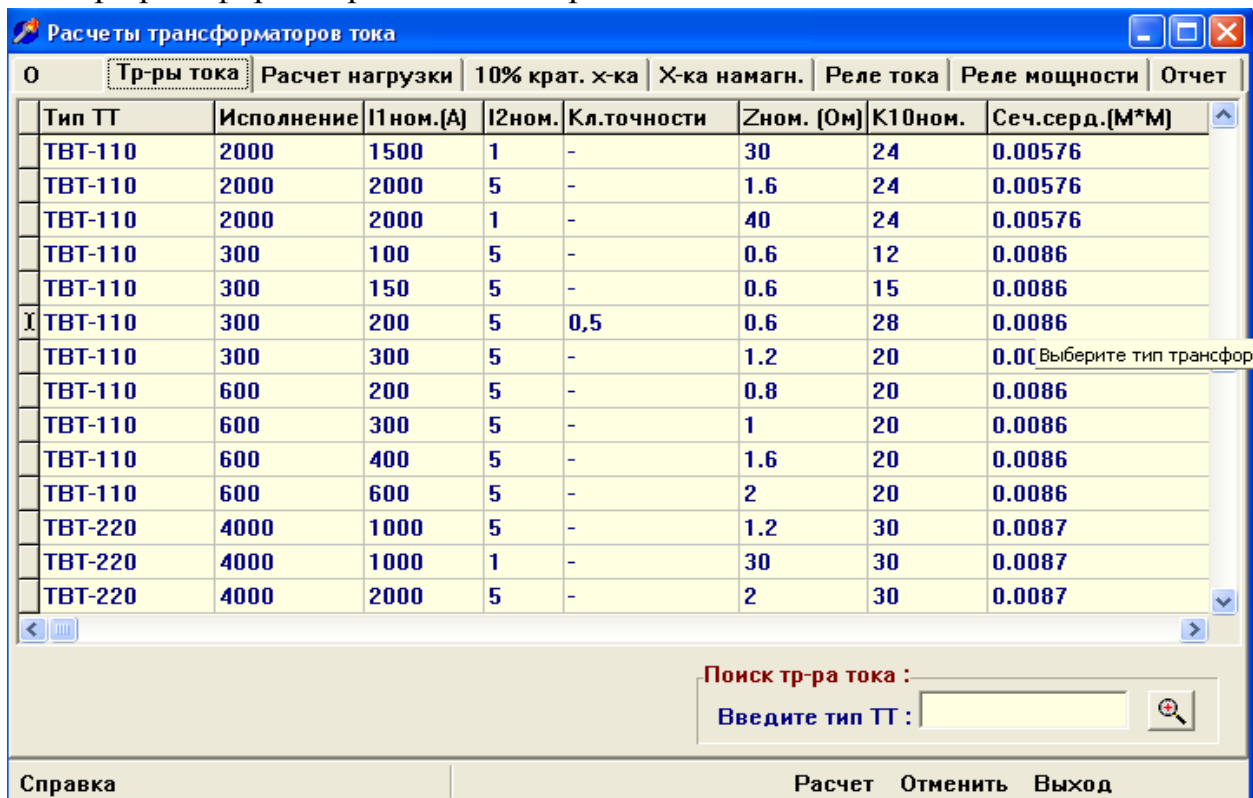 Расчеты трансформаторов тока
О Тр-ры тока Расчет нагрузки 10% крат. х-ка Х-ка намагн. Реле тока Реле мощности Отчет
Тип ТТ Исполнение I1ном.(А) I2ном. Кл.точности Zном. (Ом) К10ном. Сеч.серд.(М*М)
ТВТ-110 2000 1500 1 - 30 24 0.00576
ТВТ-110 2000 2000 5 - 1.6 24 0.00576
ТВТ-110 2000 2000 1 - 40 24 0.00576
ТВТ-110 300 100 5 - 0.6 12 0.0086
ТВТ-110 300 150 5 - 0.6 15 0.0086
ТВТ-110 300 200 5 0,5 0.6 28 0.0086
ТВТ-110 300 300 5 - 1.2 20 0.00 Выберите тип трансфор
ТВТ-110 600 200 5 - 0.8 20 0.0086
ТВТ-110 600 300 5 - 1 20 0.0086
ТВТ-110 600 400 5 - 1.6 20 0.0086
ТВТ-110 600 600 5 - 2 20 0.0086
ТВТ-220 4000 1000 5 - 1.2 30 0.0087
ТВТ-220 4000 1000 1 - 30 30 0.0087
ТВТ-220 4000 2000 5 - 2 30 0.0087
Поиск тр-ра тока :
Введите тип ТТ :
Справка Расчет Отменить Выход